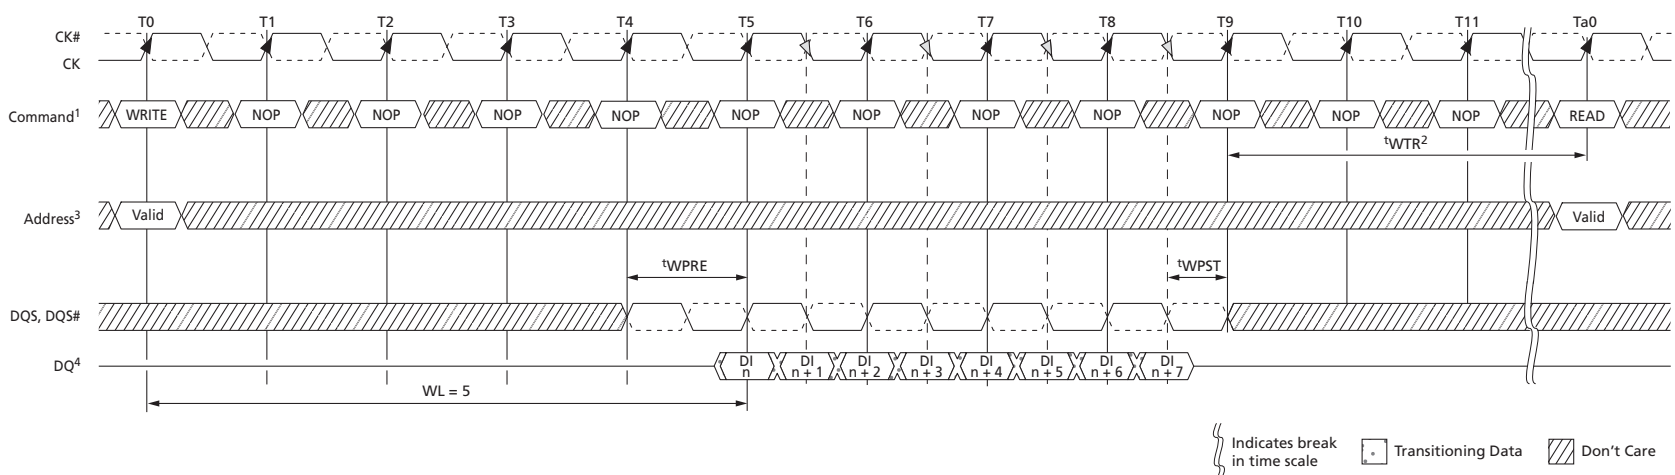 T0 T1 T2 T3 T4 T5 T6 T7 T8 T9 T10 T11 Ta0
CK#
CK
Command1 WRITE NOP NOP NOP NOP NOP NOP NOP NOP NOP NOP NOP READ
tWTR2
Address3 Valid Valid
tWPRE tWPST
DQS, DQS#
DQ4 DI n DI n + 1 DI n + 2 DI n + 3 DI n + 4 DI n + 5 DI n + 6 DI n + 7
WL = 5
Indicates break
in time scale
Transitioning Data
Don't Care